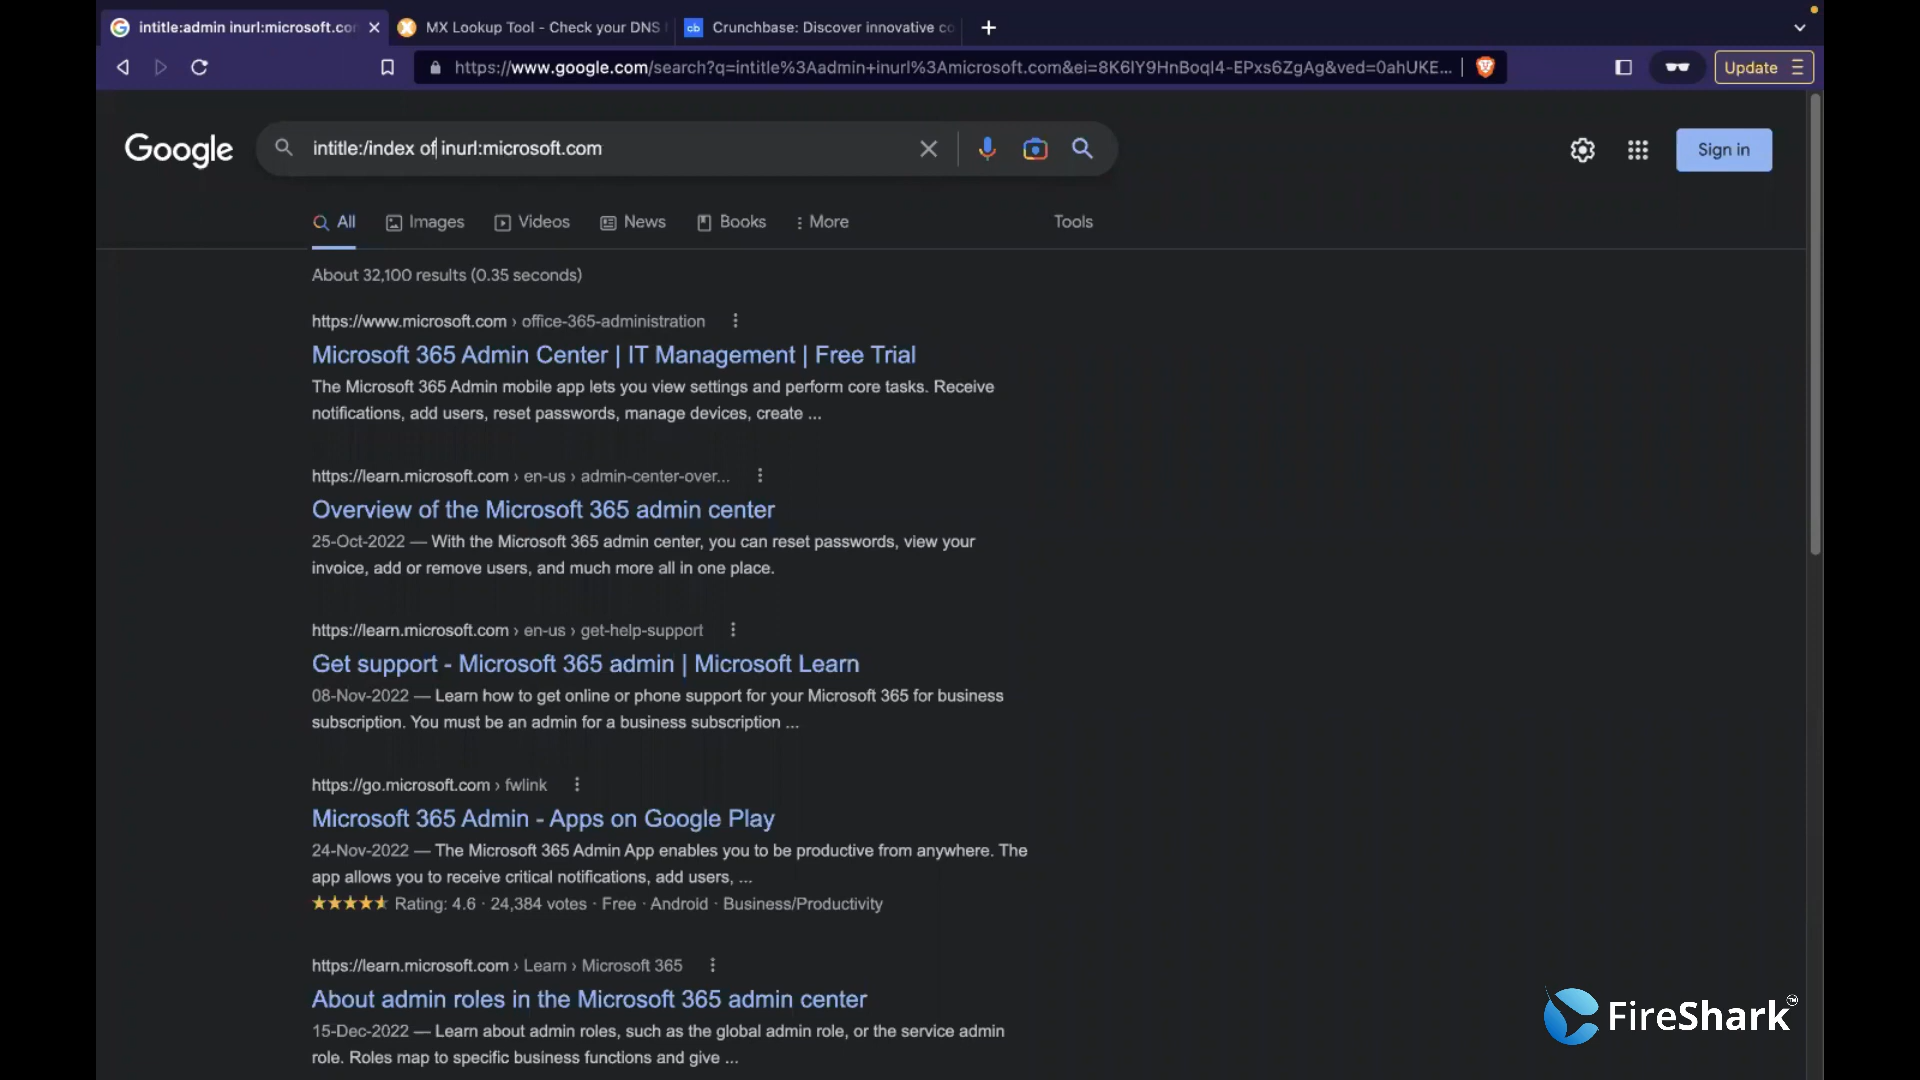 intitle:admin inurl:microsoft.con
MX Lookup Tool - Check your DNS
cb
Crunchbase: Discover innovative co
https://www.google.com/search?q=intitle%3Aadmin+inurl%3Amicrosoft.com&ei=8K6lY9HnBoql4-EPxs6ZgAg&ved=0ahUKE...
Update
Google
intitle:/index of inurl:microsoft.com
Sign in
All
Images
Videos
News
Books
More
Tools
About 32,100 results (0.35 seconds)
https://www.microsoft.com › office-365-administration
Microsoft 365 Admin Center | IT Management | Free Trial
The Microsoft 365 Admin mobile app lets you view settings and perform core tasks. Receive
notifications, add users, reset passwords, manage devices, create ...
https://learn.microsoft.com › en-us › admin-center-over...
Overview of the Microsoft 365 admin center
25-Oct-2022 — With the Microsoft 365 admin center, you can reset passwords, view your
invoice, add or remove users, and much more all in one place.
https://learn.microsoft.com › en-us › get-help-support
Get support - Microsoft 365 admin | Microsoft Learn
08-Nov-2022 — Learn how to get online or phone support for your Microsoft 365 for business
subscription. You must be an admin for a business subscription ...
https://go.microsoft.com › fwlink
Microsoft 365 Admin - Apps on Google Play
24-Nov-2022 — The Microsoft 365 Admin App enables you to be productive from anywhere. The
app allows you to receive critical notifications, add users, ...
Rating: 4.6 · 24,384 votes · Free · Android · Business/Productivity
https://learn.microsoft.com › Learn › Microsoft 365
About admin roles in the Microsoft 365 admin center
15-Dec-2022 — Learn about admin roles, such as the global admin role, or the service admin
role. Roles map to specific business functions and give ...
FireShark™